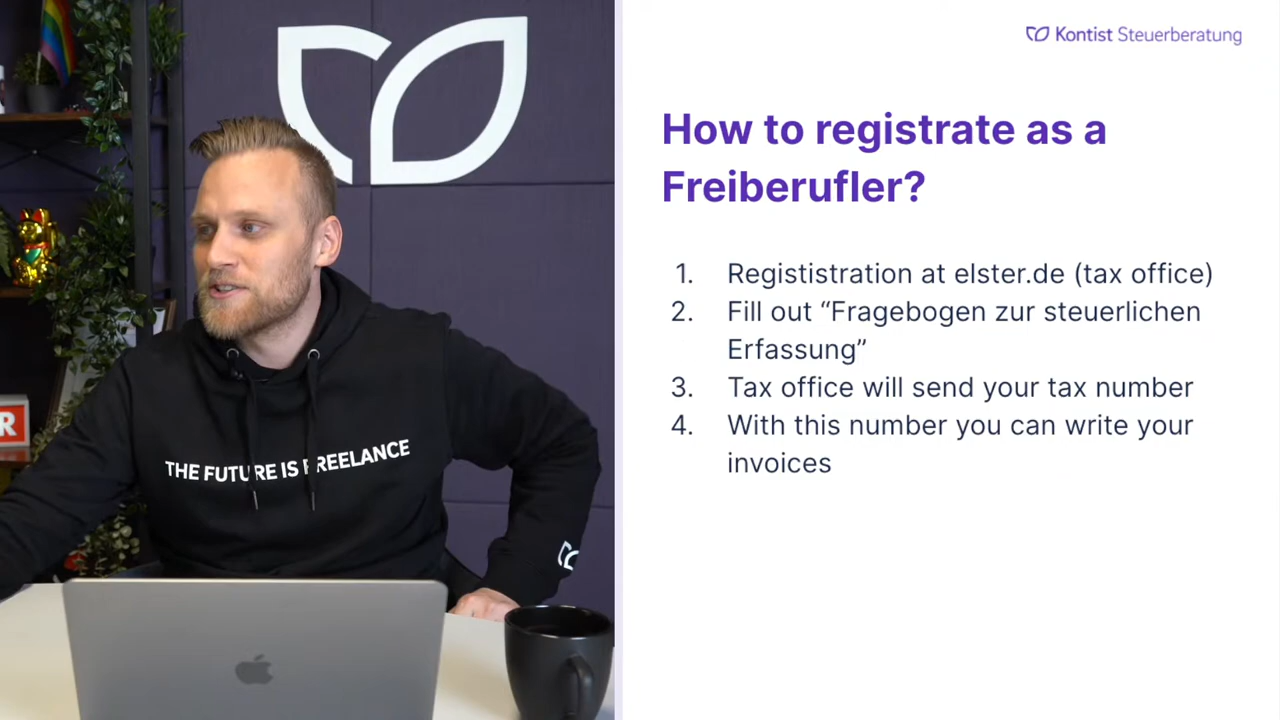 Kontist Steuerberatung
How to registrate as a
Freiberufler?
1. Regististration at elster.de (tax office)
2. Fill out “Fragebogen zur steuerlichen
Erfassung”
3. Tax office will send your tax number
4. With this number you can write your
invoices
THE FUTURE IS FREELANCE
R